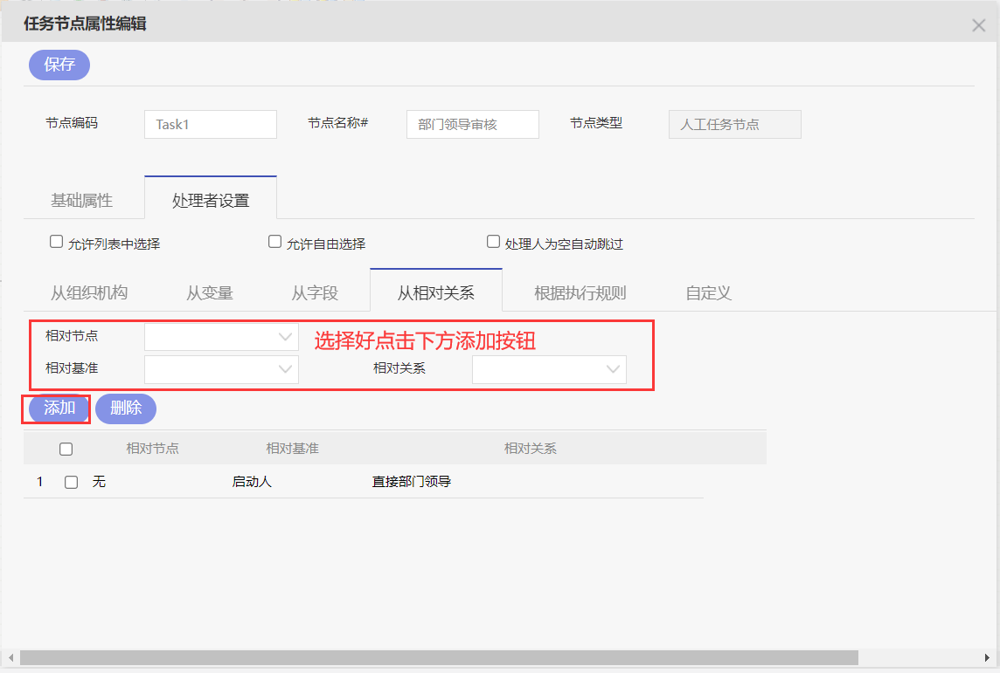 任务节点属性编辑
保存
节点编码 Task1 节点名称# 部门领导审核 节点类型 人工任务节点
基础属性 处理者设置
允许列表中选择 允许自由选择 处理人为空自动跳过
从组织机构 从变量 从字段 从相对关系 根据执行规则 自定义
相对节点 选择好点击下方添加按钮
相对基准 相对关系
添加 删除
相对节点 相对基准 相对关系
1 无 启动人 直接部门领导